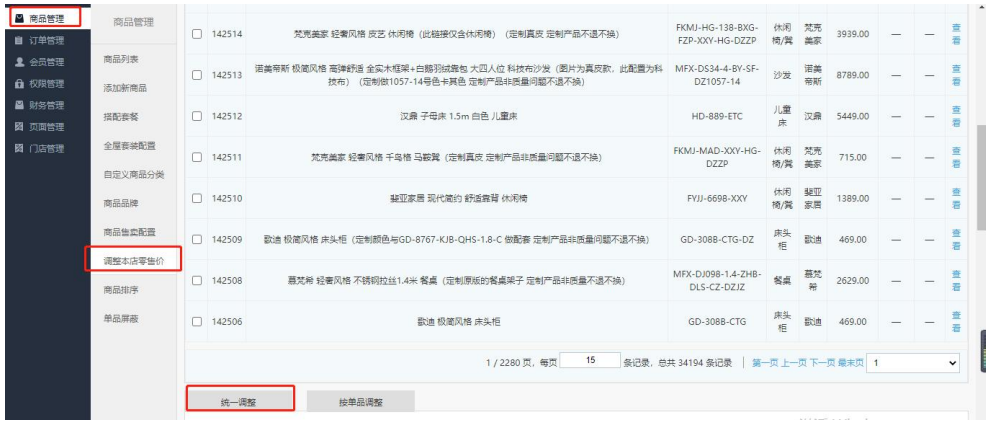 商品管理
订单管理
会员管理
权限管理
财务管理
页面管理
门店管理
商品管理
商品列表
添加新商品
搭配套餐
全屋套装配置
自定义商品分类
商品品牌
商品售卖配置
调整本店零售价
商品排序
单品屏蔽
142514 梵克美家 轻奢风格 皮艺 休闲椅（此链接仅含休闲椅）（定制真皮 定制产品不退不换） FKMJ-HG-138-BXG-FZP-XXY-HG-DZZP 休闲椅/凳 梵克美家 3939.00 — — 查看
142513 诺美帝斯 极简风格 高弹舒适 全实木框架+白鹅羽绒靠包 大四人位 科技布沙发（图片为真皮款，此配置为科技布）（定制做1057-14号色卡其色 定制产品非质量问题不退不换） MFX-DS34-4-BY-SF-DZ1057-14 沙发 诺美帝斯 8789.00 — — 查看
142512 汉鼎 子母床 1.5m 白色 儿童床 HD-889-ETC 儿童床 汉鼎 5449.00 — — 查看
142511 梵克美家 轻奢风格 千鸟格 马鞍凳（定制真皮 定制产品非质量问题不退不换） FKMJ-MAD-XXY-HG-DZZP 休闲椅/凳 梵克美家 715.00 — — 查看
142510 斐亚家居 现代简约 舒适靠背 休闲椅 FYJJ-6698-XXY 休闲椅/凳 斐亚家居 1389.00 — — 查看
142509 歌迪 极简风格 床头柜（定制颜色与GD-8767-KJB-QHS-1.8-C 做配套 定制产品非质量问题不退不换） GD-308B-CTG-DZ 床头柜 歌迪 469.00 — — 查看
142508 慕梵希 轻奢风格 不锈钢拉丝1.4米 餐桌（定制原版的餐桌架子 定制产品非质量问题不退不换） MFX-DJ098-1.4-ZHB-DLS-CZ-DZJZ 餐桌 慕梵希 2629.00 — — 查看
142506 歌迪 极简风格 床头柜 GD-308B-CTG 床头柜 歌迪 469.00 — — 查看
1 / 2280 页，每页 15 条记录，总共 34194 条记录 | 第一页 上一页 下一页 最末页 1
统一调整 按单品调整